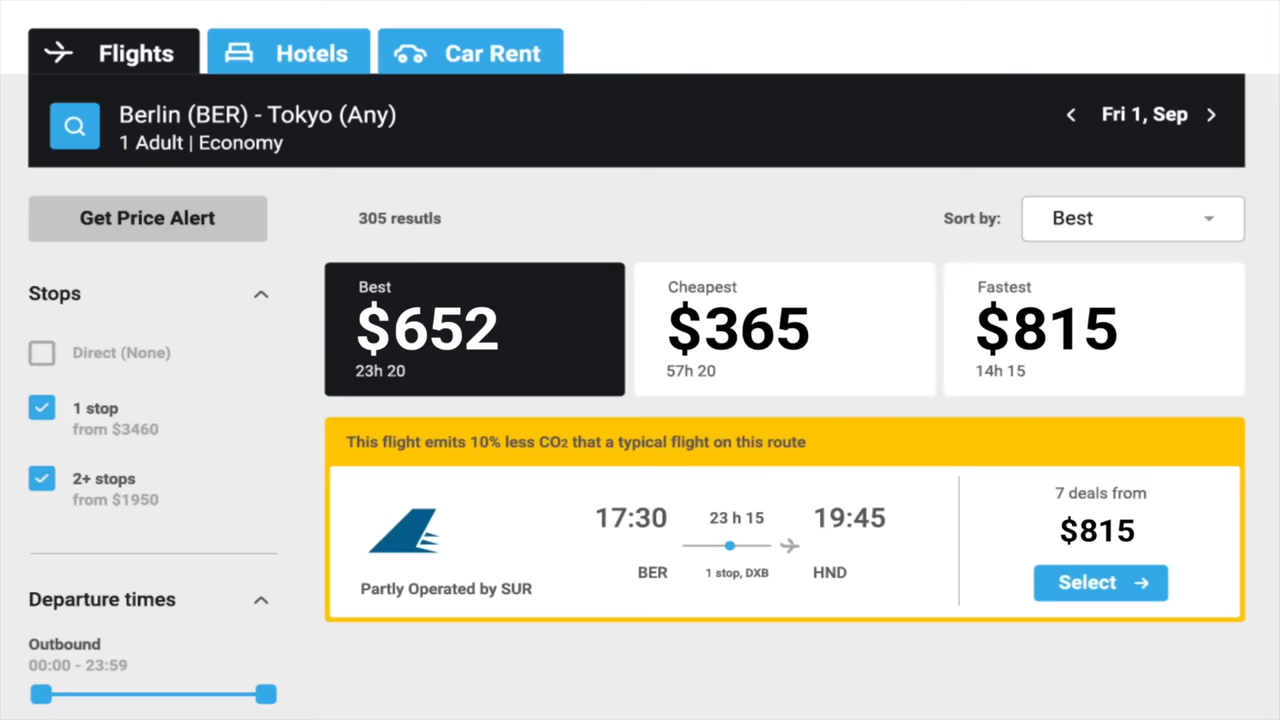 Flights
Hotels
Car Rent
Berlin (BER) - Tokyo (Any)
1 Adult | Economy
Fri 1, Sep
Get Price Alert
305 resutls
Sort by:
Best
Stops
Direct (None)
1 stop
from $3460
2+ stops
from $1950
Departure times
Outbound
00:00 - 23:59
Best
$652
23h 20
Cheapest
$365
57h 20
Fastest
$815
14h 15
This flight emits 10% less CO2 that a typical flight on this route
Partly Operated by SUR
17:30
23 h 15
19:45
BER
1 stop, DXB
HND
7 deals from
$815
Select